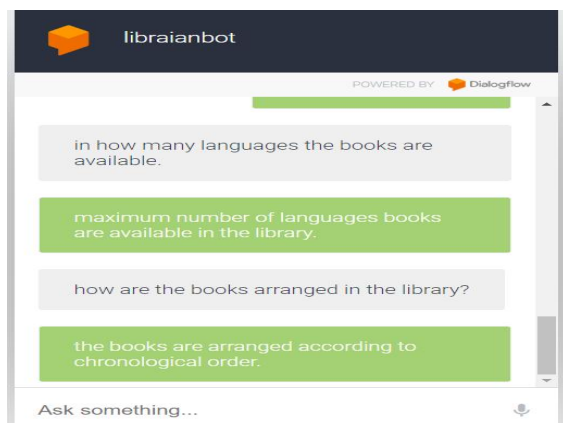 libraianbot
POWERED BY Dialogflow
in how many languages the books are
available.
maximum number of languages books
are available in the library.
how are the books arranged in the library?
the books are arranged according to
chronological order.
Ask something...